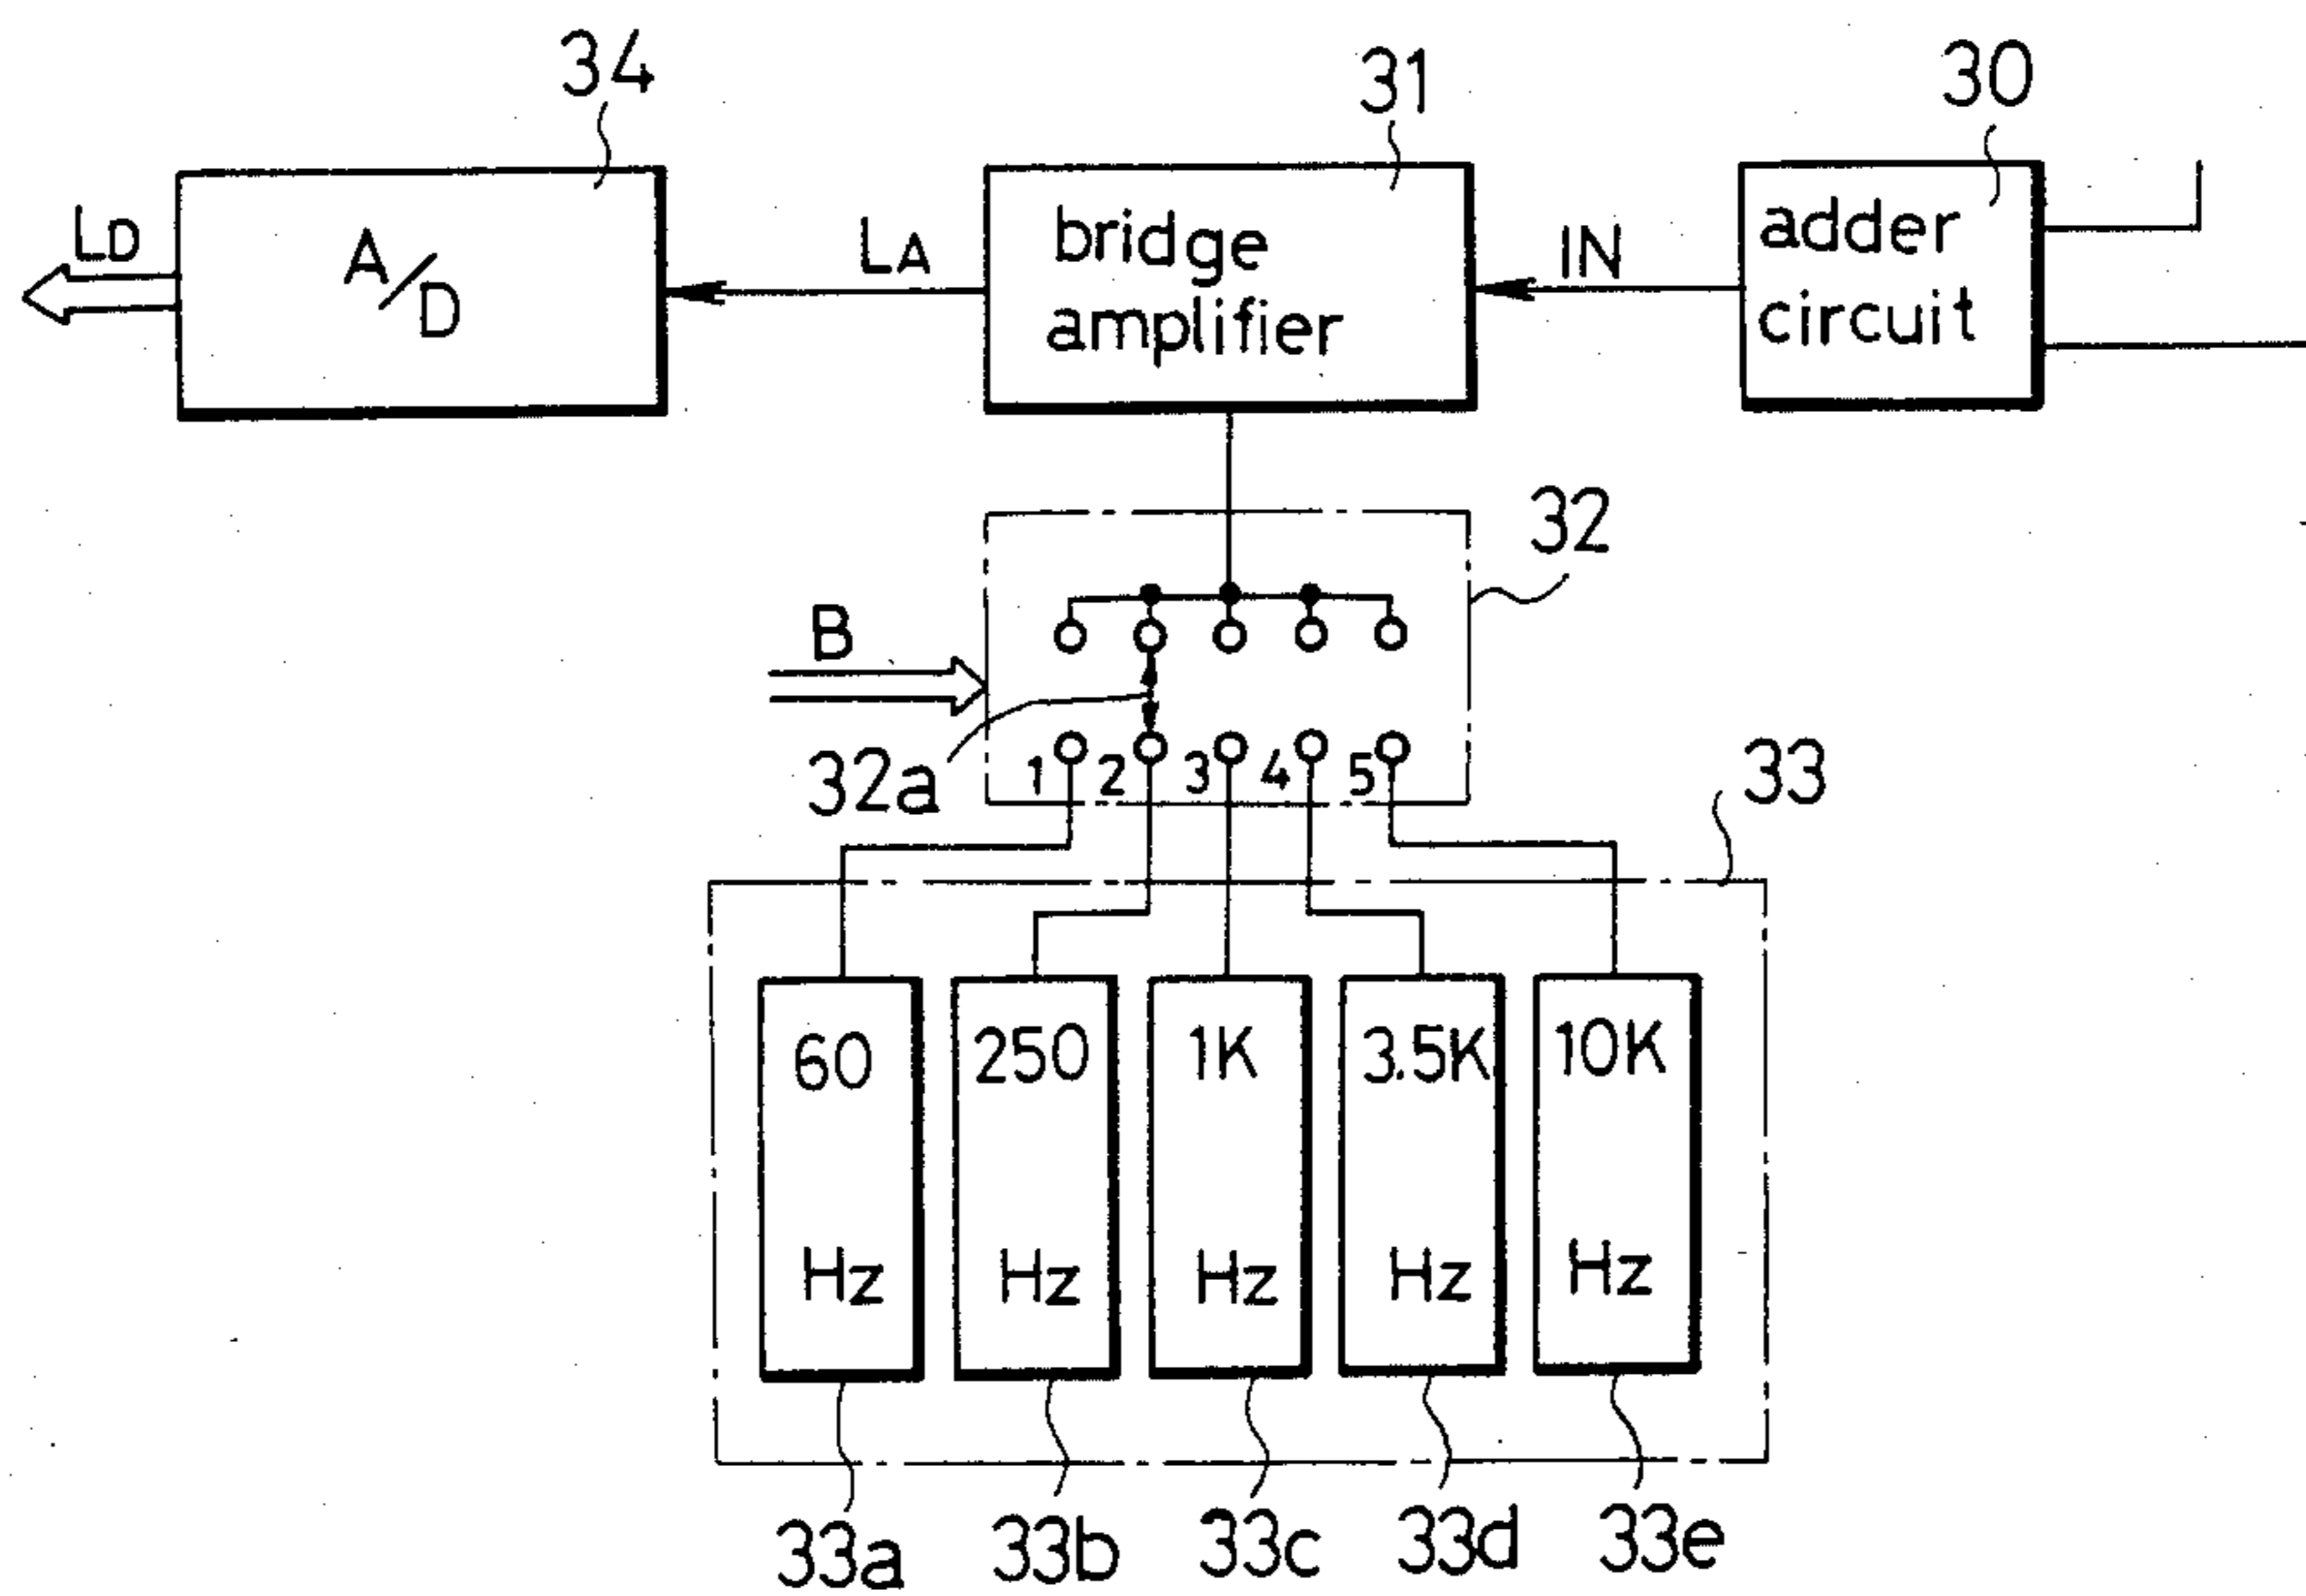 34
31
30
LD
A/D
LA
bridge
amplifier
IN
adder
circuit
32
B
32a
1 2 3 4 5
33
60 Hz
250 Hz
1K Hz
3.5K Hz
10K Hz
33a 33b 33c 33d 33e